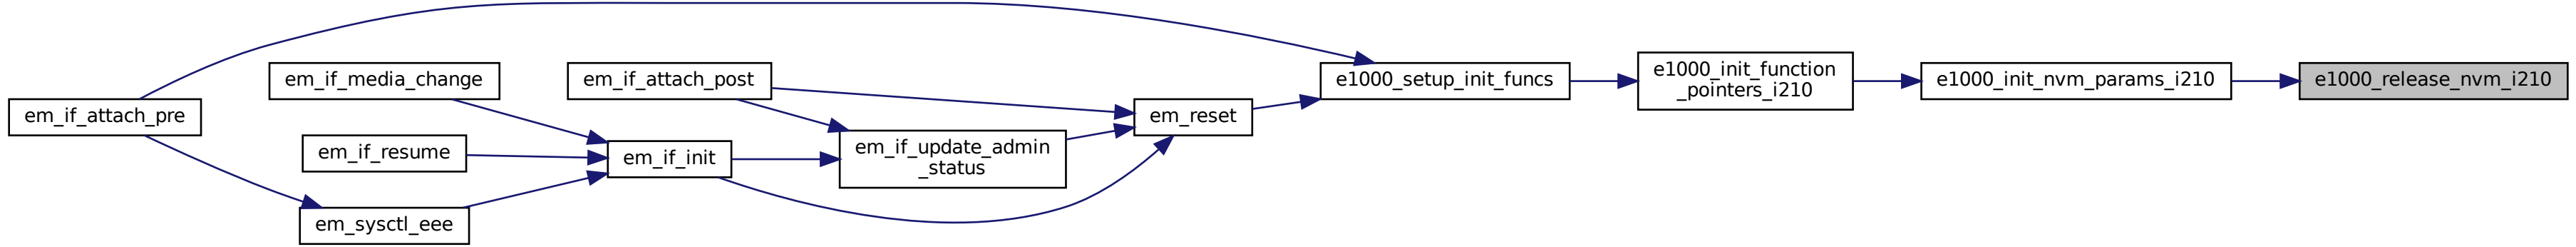 em_if_attach_pre
em_if_media_change
em_if_resume
em_sysctl_eee
em_if_attach_post
em_if_init
em_if_update_admin
_status
em_reset
e1000_setup_init_funcs
e1000_init_function
_pointers_i210
e1000_init_nvm_params_i210
e1000_release_nvm_i210